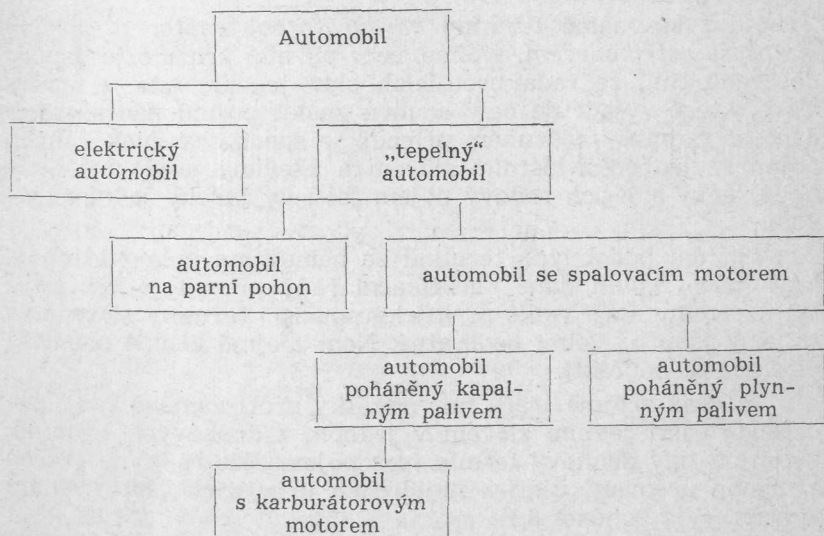 Automobil
elektrický
automobil
„tepelný“
automobil
automobil
na parní pohon
automobil se spalovacím motorem
automobil
poháněný kapal-
ným palivem
automobil
poháněný plyn-
ným palivem
automobil
s karburátorovým
motorem